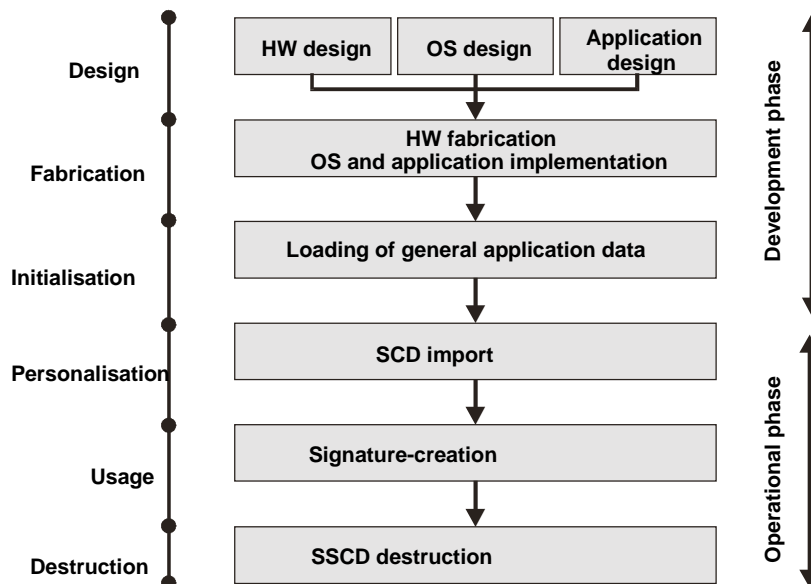 Design
HW design
OS design
Application
design
Fabrication
HW fabrication
OS and application implementation
Initialisation
Loading of general application data
Development phase
Personalisation
SCD import
Usage
Signature-creation
Destruction
SSCD destruction
Operational phase